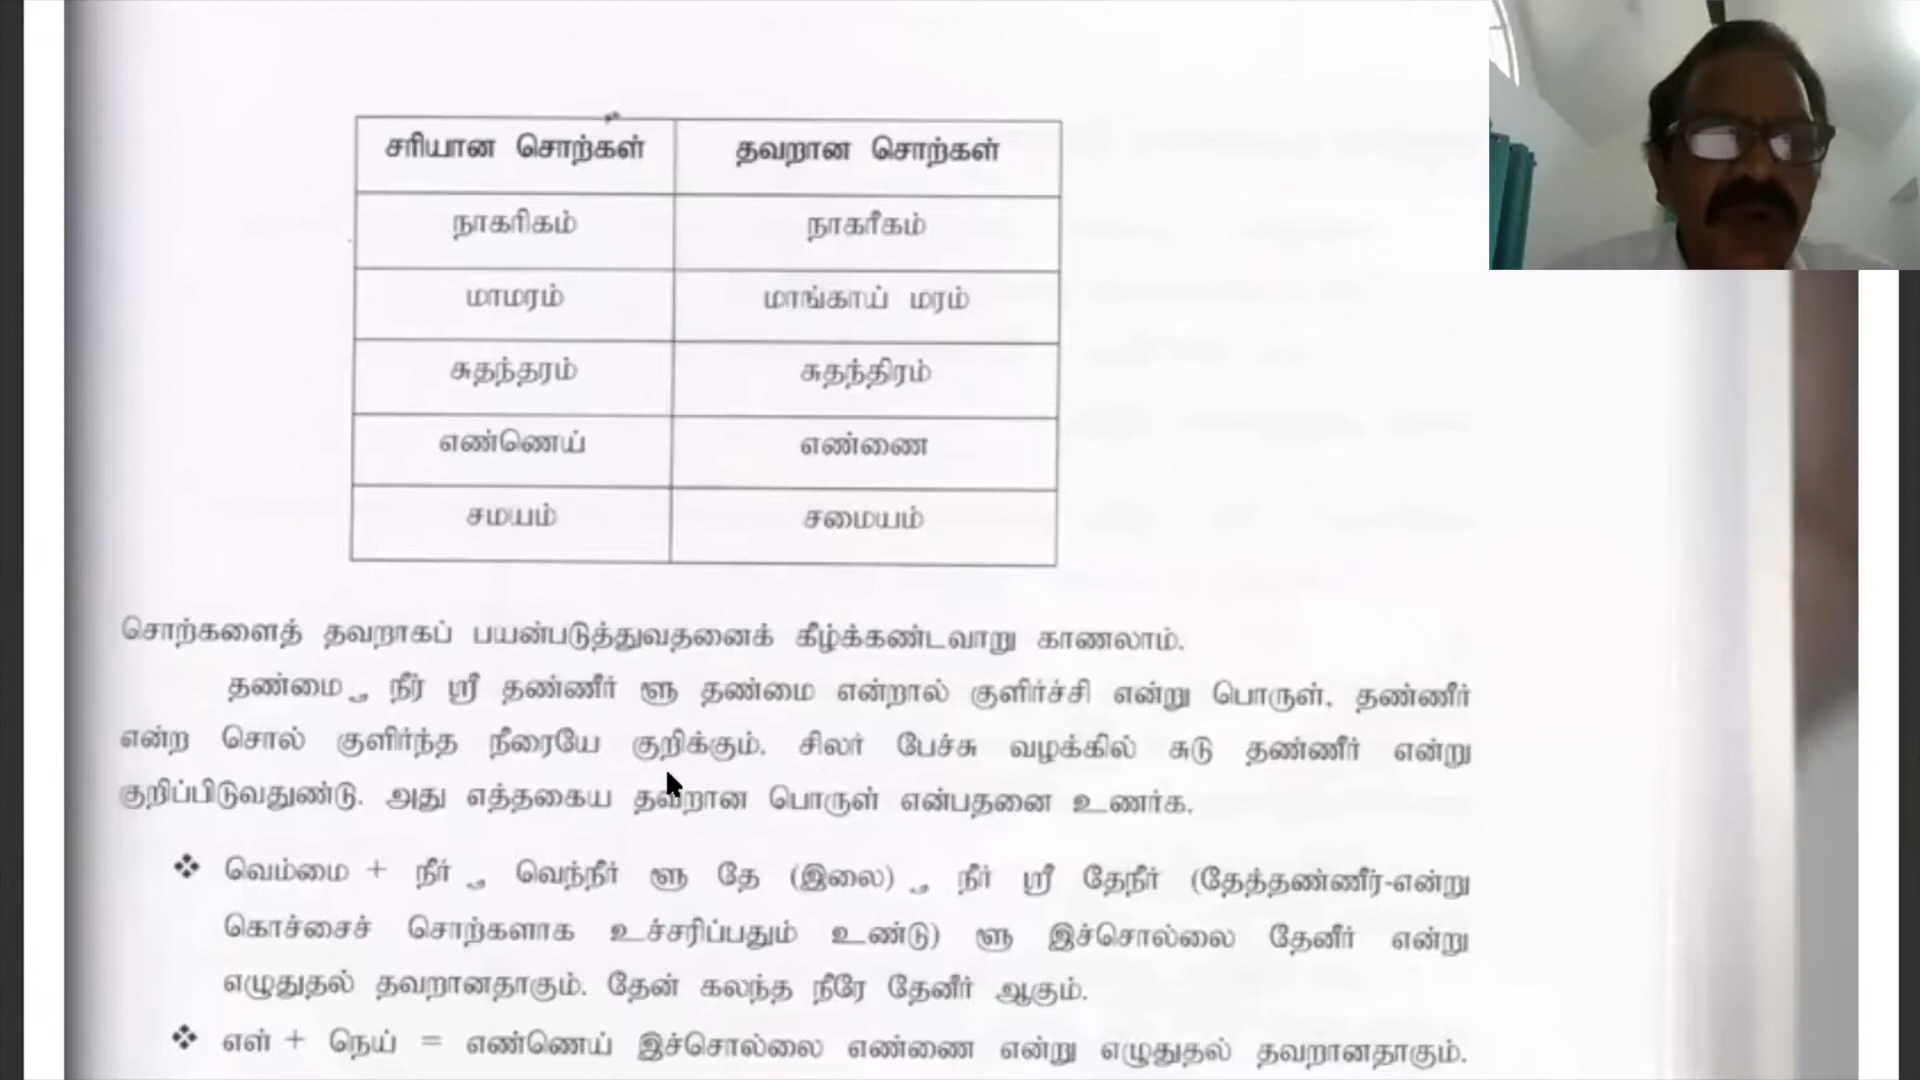 சரியான சொற்கள் தவறான சொற்கள்
நாகரிகம் நாகரீகம்
மாமரம் மாங்காய் மரம்
சுதந்தரம் சுதந்திரம்
எண்ணெய் எண்ணை
சமயம் சமையம்
சொற்களைத் தவறாகப் பயன்படுத்துவதனைக் கீழ்க்கண்டவாறு காணலாம்.
தண்மை ூ நீர் ஸ்ரீ தண்ணீர் ளூ தண்மை என்றால் குளிர்ச்சி என்று பொருள், தண்ணீர்
என்ற சொல் குளிர்ந்த நீரையே குறிக்கும். சிலர் பேச்சு வழக்கில் சுடு தண்ணீர் என்று
குறிப்பிடுவதுண்டு. அது எத்தகைய தவறான பொருள் என்பதனை உணர்க.
❖ வெம்மை + நீர் ூ வெந்நீர் ளூ தே (இலை) ூ நீர் ஸ்ரீ தேநீர் (தேத்தண்ணீர்-என்று
கொச்சைச் சொற்களாக உச்சரிப்பதும் உண்டு) ளூ இச்சொல்லை தேனீர் என்று
எழுதுதல் தவறானதாகும். தேன் கலந்த நீரே தேனீர் ஆகும்.
❖ எள் + நெய் = எண்ணெய் இச்சொல்லை எண்ணை என்று எழுதுதல் தவறானதாகும்.